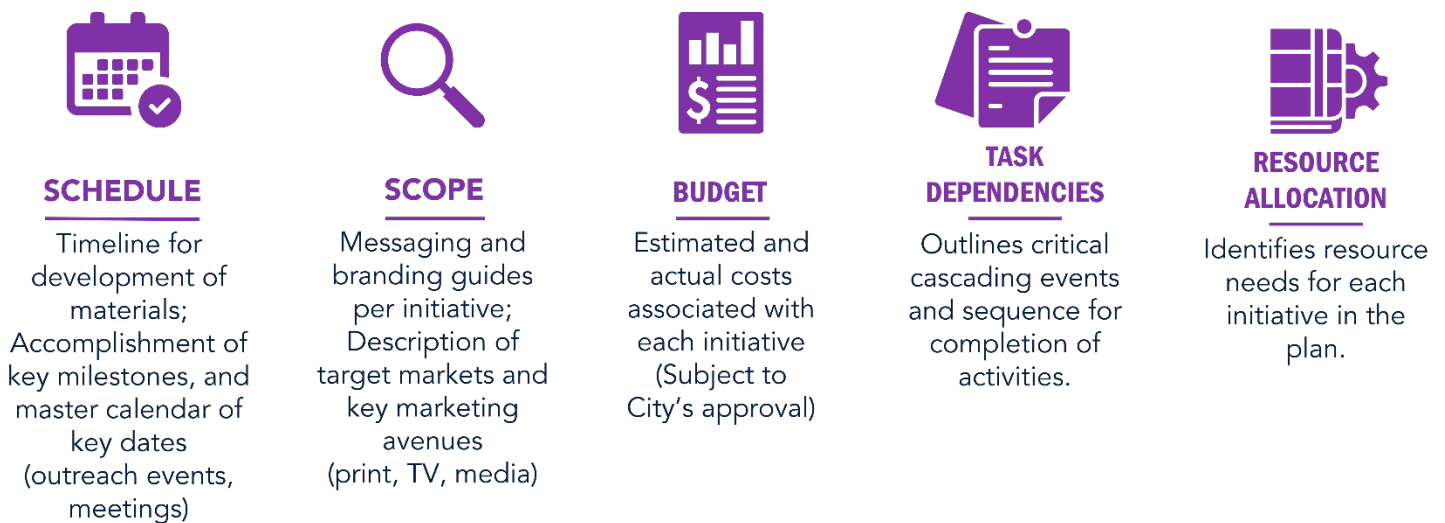 SCHEDULE
Timeline for
development of
materials;
Accomplishment of
key milestones, and
master calendar of
key dates
(outreach events,
meetings)
SCOPE
Messaging and
branding guides
per initiative;
Description of
target markets and
key marketing
avenues
(print, TV, media)
BUDGET
Estimated and
actual costs
associated with
each initiative
(Subject to
City’s approval)
TASK
DEPENDENCIES
Outlines critical
cascading events
and sequence for
completion of
activities.
RESOURCE
ALLOCATION
Identifies resource
needs for each
initiative in the
plan.